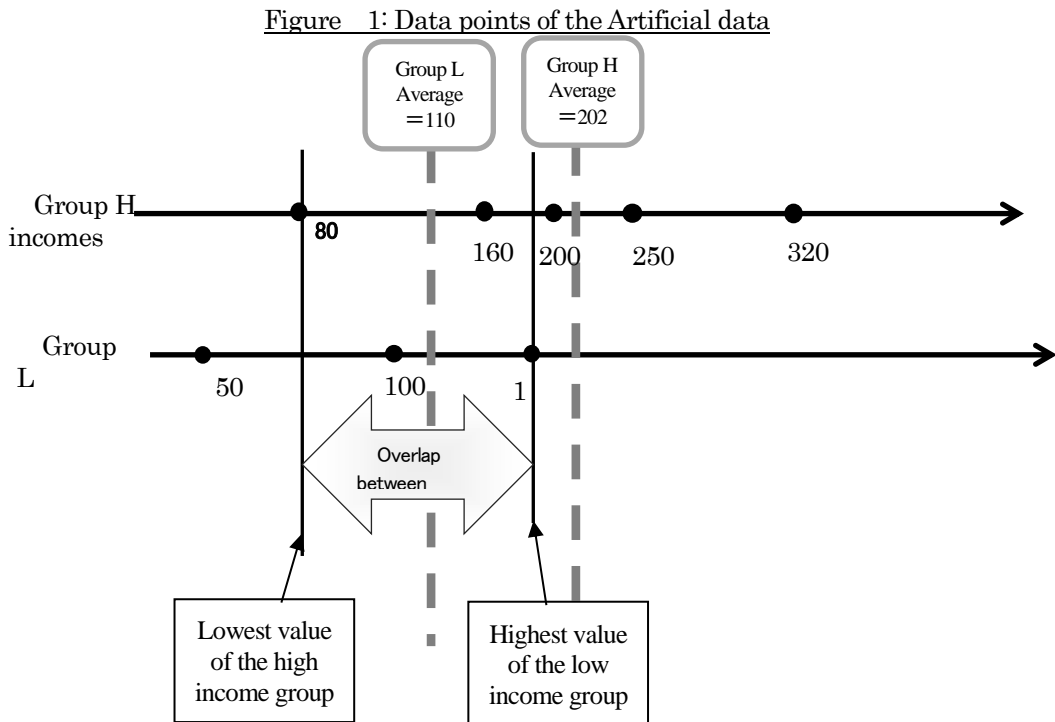 Figure 1: Data points of the Artificial data
Group L
Average
=110
Group H
Average
=202
Group H
incomes
80
160
200
250
320
Group
L
50
100
1
Overlap
between
Lowest value
of the high
income group
Highest value
of the low
income group